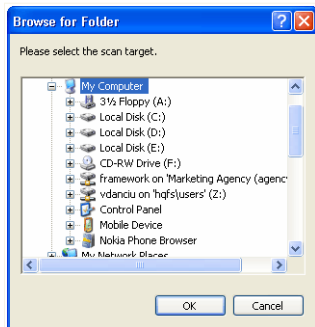 Browse for Folder
Please select the scan target.
My Computer
3½ Floppy (A:)
Local Disk (C:)
Local Disk (D:)
Local Disk (E:)
CD-RW Drive (F:)
framework on 'Marketing Agency (agenc
vdanciu on 'hqfs\users' (Z:)
Control Panel
Mobile Device
Nokia Phone Browser
My Network Places
OK
Cancel